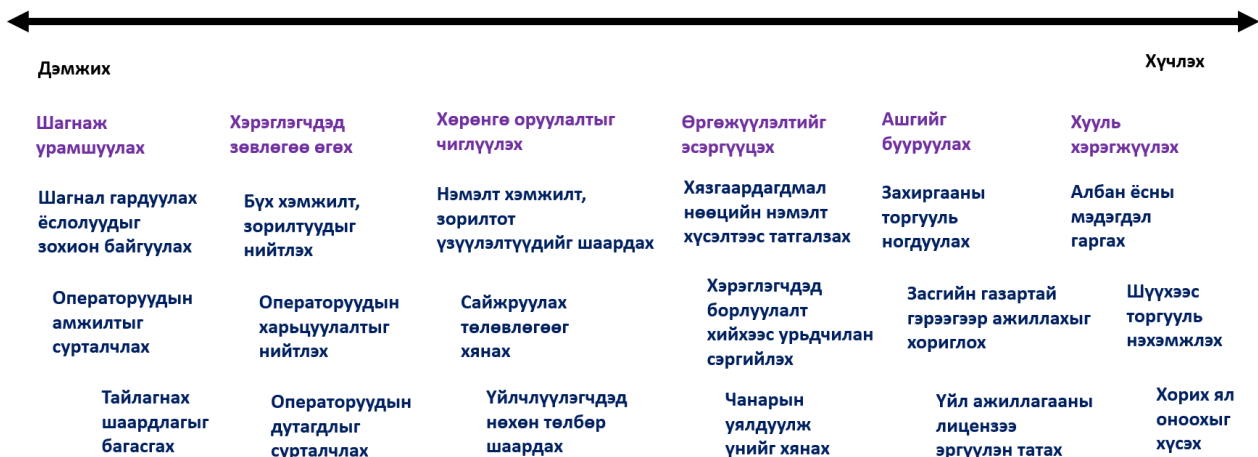 Дэмжих
Хүчлэх
Шагнаж
урамшуулах
Хэрэглэгчдэд
зөвлөгөө өгөх
Хөрөнгө оруулалтыг
чиглүүлэх
Өргөжүүлэлтийг
эсэргүүцэх
Ашгийг
бууруулах
Хууль
хэрэгжүүлэх
Шагнал гардуулах
ёслолуудыг
зохион байгуулах
Бүх хэмжилт,
зорилтуудыг
нийтлэх
Нэмэлт хэмжилт,
зорилтот
үзүүлэлтүүдийг шаардах
Хязгаардагдмал
нөөцийн нэмэлт
хүсэлтээс татгалзах
Захиргааны
торгууль
ногдуулах
Албан ёсны
мэдэгдэл
гаргах
Операторуудын
амжилтыг
сурталчлах
Операторуудын
харьцуулалтыг
нийтлэх
Сайжруулах
төлөвлөгөөг
хянах
Хэрэглэгчдэд
борлуулалт
хийхээс урьдчилан
сэргийлэх
Засгийн газартай
гэрээгээр ажиллахыг
хориглох
Шүүхээс
торгууль
нэхэмжлэх
Тайлагнах
шаардлагыг
багасгах
Операторуудын
дутагдлыг
сурталчлах
Үйлчлүүлэгчдэд
нөхөн төлбөр
шаардах
Чанарын
уялдуулж
үнийг хянах
Үйл ажиллагааны
лицензээ
эргүүлэн татах
Хорих ял
оноохыг
хүсэх